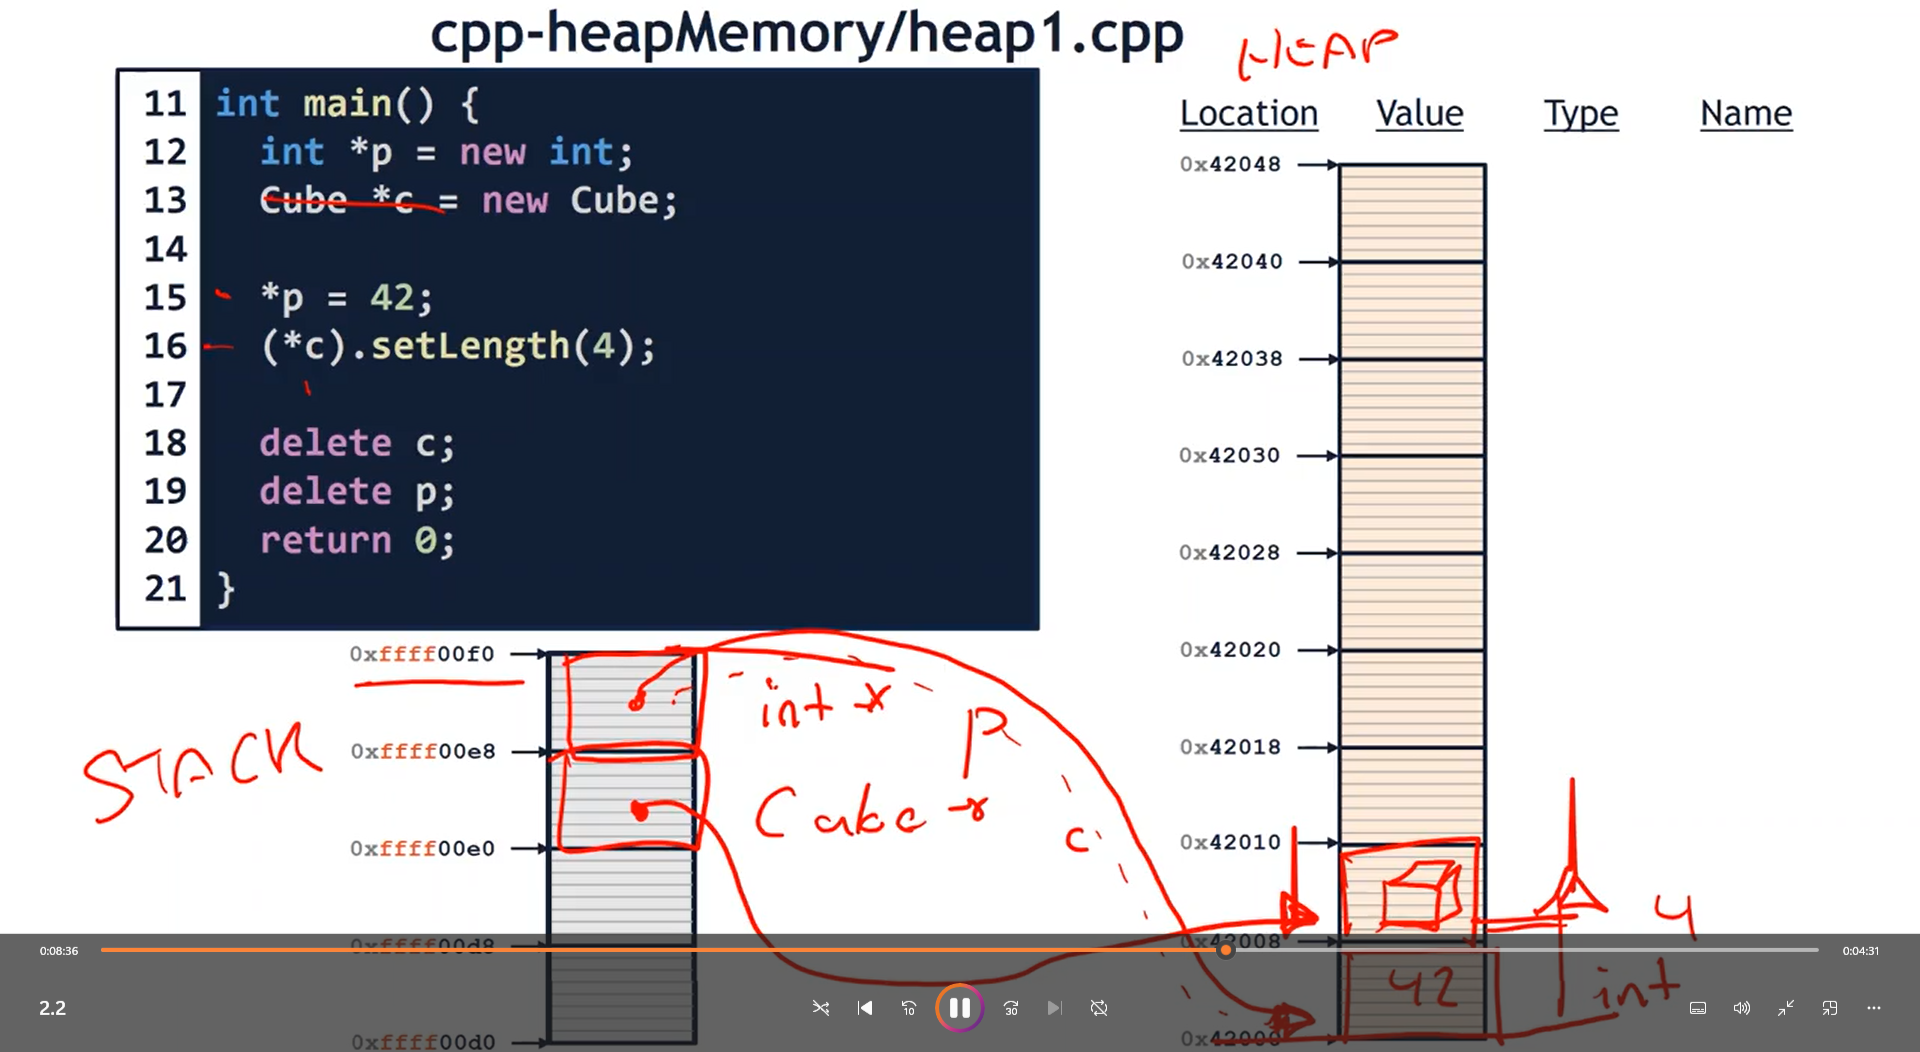 cpp-heapMemory/heap1.cpp
HEAP
11 int main() {
12 int *p = new int;
13 Cube *c = new Cube;
14
15 *p = 42;
16 (*c).setLength(4);
17
18 delete c;
19 delete p;
20 return 0;
21 }
Location Value Type Name
0x42048
0x42040
0x42038
0x42030
0x42028
0x42020
0x42018
0x42010
0x42008
0x42000
4
42 int
STACK
0xffff00f0
0xffff00e8
0xffff00e0
0xffff00d8
0xffff00d0
int * p
Cube * c
0:08:36
0:04:31
2.2
10
30